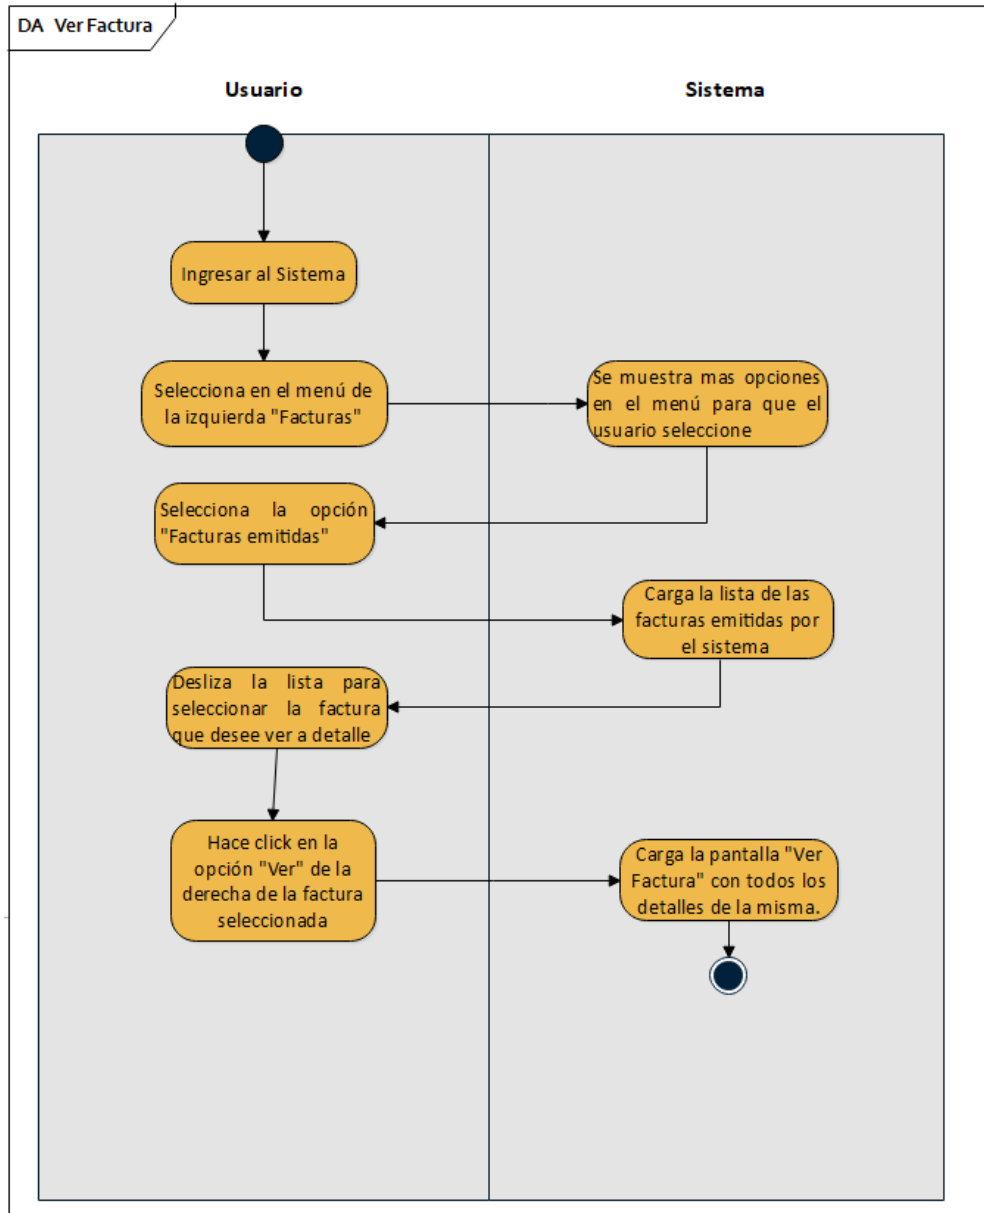 DA Ver Factura
Usuario
Sistema
Ingresar al Sistema
Selecciona en el menú de
la izquierda "Facturas"
Se muestra mas opciones
en el menú para que el
usuario seleccione
Selecciona la opción
"Facturas emitidas"
Carga la lista de las
facturas emitidas por
el sistema
Desliza la lista para
seleccionar la factura
que desee ver a detalle
Hace click en la
opción "Ver" de la
derecha de la factura
seleccionada
Carga la pantalla "Ver
Factura" con todos los
detalles de la misma.